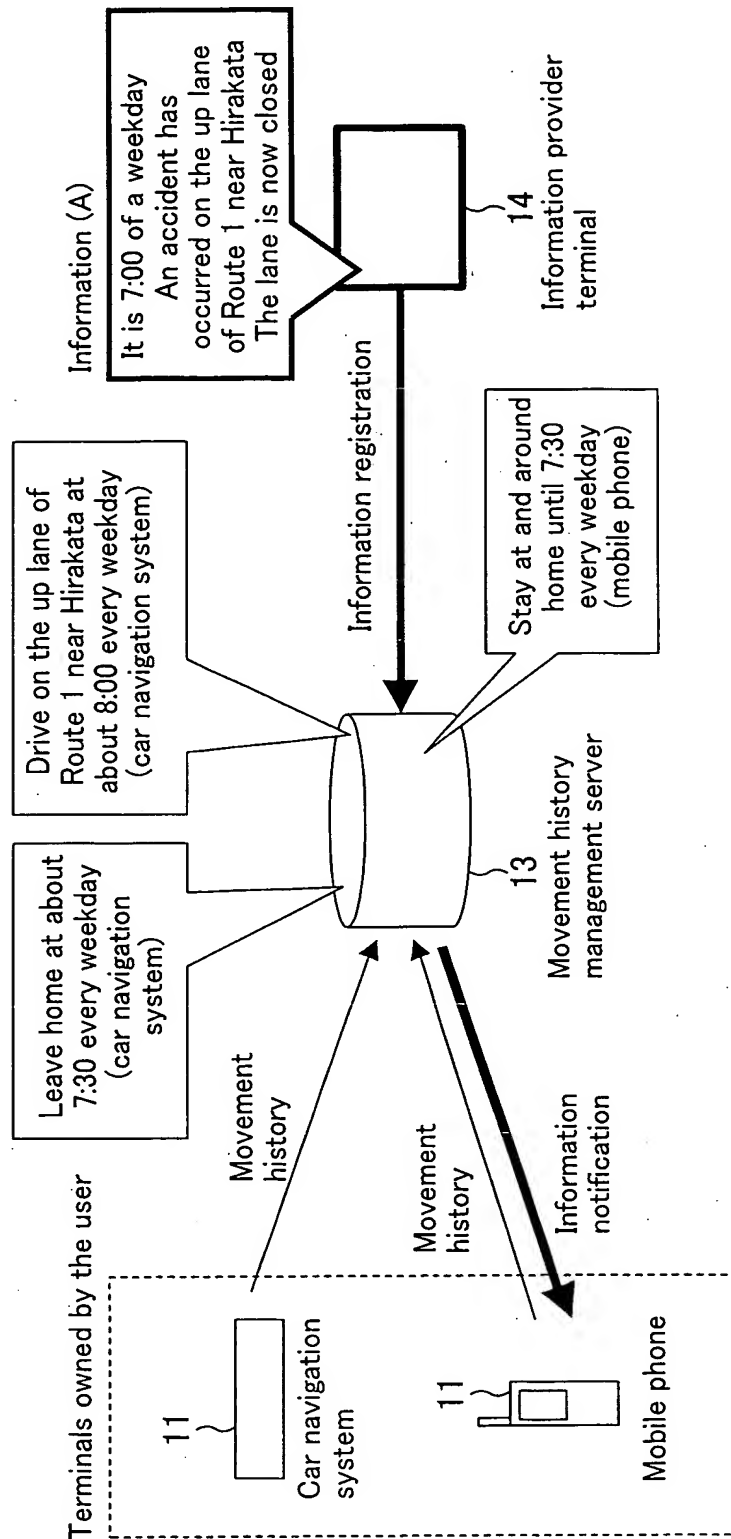 Terminals owned by the user
11
Car navigation
system
11
Mobile phone
Movement
history
Movement
history
Information
notification
Leave home at about
7:30 every weekday
(car navigation
system)
Drive on the up lane of
Route 1 near Hirakata at
about 8:00 every weekday
(car navigation system)
13
Movement history
management server
Stay at and around
home until 7:30
every weekday
(mobile phone)
Information registration
Information (A)
It is 7:00 of a weekday
An accident has
occurred on the up lane
of Route 1 near Hirakata
The lane is now closed
14
Information provider
terminal